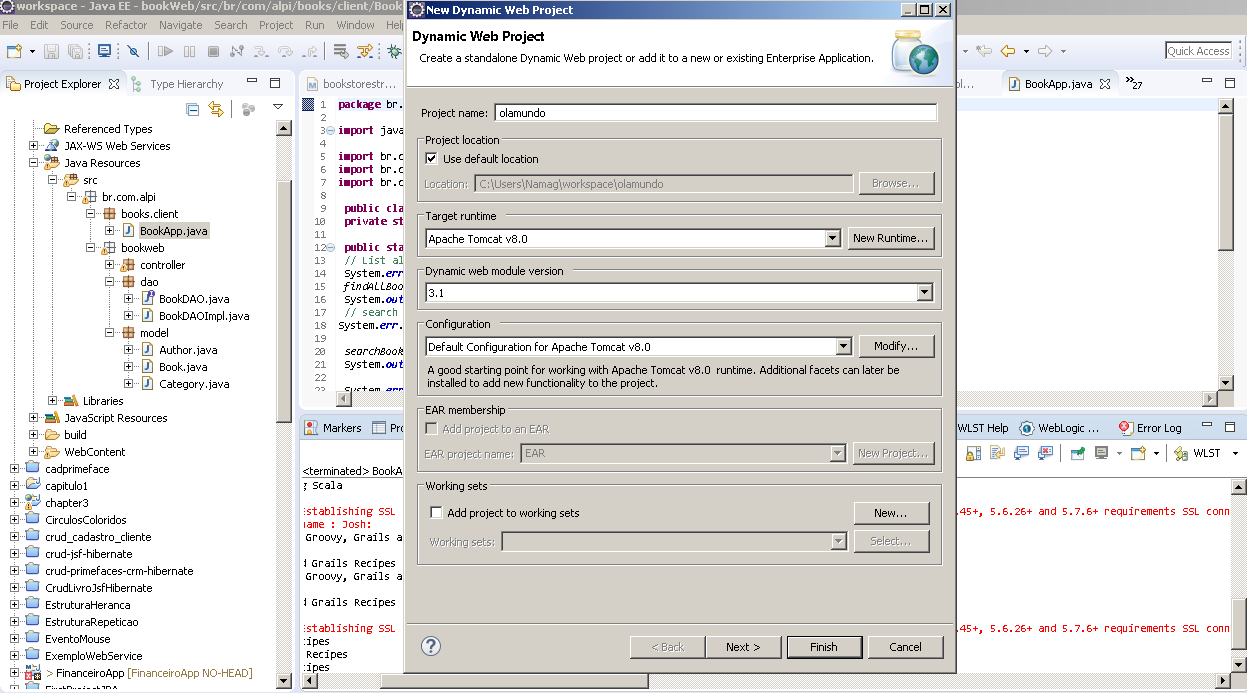 workspace - Java EE - bookWeb/src/br/com/alpi/books/client/Book
File Edit Source Refactor Navigate Search Project Run Window Help
Quick Access
Project Explorer
Type Hierarchy
Referenced Types
JAX-WS Web Services
Java Resources
src
br.com.alpi
books.client
BookApp.java
bookweb
controller
dao
BookDAO.java
BookDAOImpl.java
model
Author.java
Book.java
Category.java
Libraries
JavaScript Resources
build
WebContent
cadprimeface
capitulo1
chapter3
CirculosColoridos
crud_cadastro_cliente
crud-jsf-hibernate
crud-primefaces-crm-hibernate
CrudLivroJsfHibernate
EstruturaHeranca
EstruturaRepeticao
EventoMouse
ExemploWebService
> FinanceiroApp [FinanceiroApp NO-HEAD]
FirstProjectJPA
bookstorestr...
BookApp.java
27
1 package br.
2
3 import java
4
5 import br.c
6 import br.c
7 import br.c
8
9 public cla
10 private st
11
12 public sta
13 // List al
14 System.err
15 findALLBoo
16 System.out
17 // search
18 System.err.
19
20 searchBook
21 System.out
22
23 System.err
New Dynamic Web Project
Dynamic Web Project
Create a standalone Dynamic Web project or add it to a new or existing Enterprise Application.
Project name: olamundo
Project location
Use default location
Location: C:\Users\Namag\workspace\olamundo Browse...
Target runtime
Apache Tomcat v8.0 New Runtime...
Dynamic web module version
3.1
Configuration
Default Configuration for Apache Tomcat v8.0 Modify...
A good starting point for working with Apache Tomcat v8.0 runtime. Additional facets can later be
installed to add new functionality to the project.
EAR membership
Add project to an EAR
EAR project name: EAR New Project...
Working sets
Add project to working sets New...
Working sets: Select...
< Back Next > Finish Cancel
Markers Pro
WLST Help WebLogic ... Error Log
WLST
<terminated> BookA
g Scala
Establishing SSL .45+, 5.6.26+ and 5.7.6+ requirements SSL conn
name : Josh:
Groovy, Grails a
d Grails Recipes
Groovy, Grails a
d Grails Recipes
Establishing SSL .45+, 5.6.26+ and 5.7.6+ requirements SSL conn
ipes
Recipes
ipes